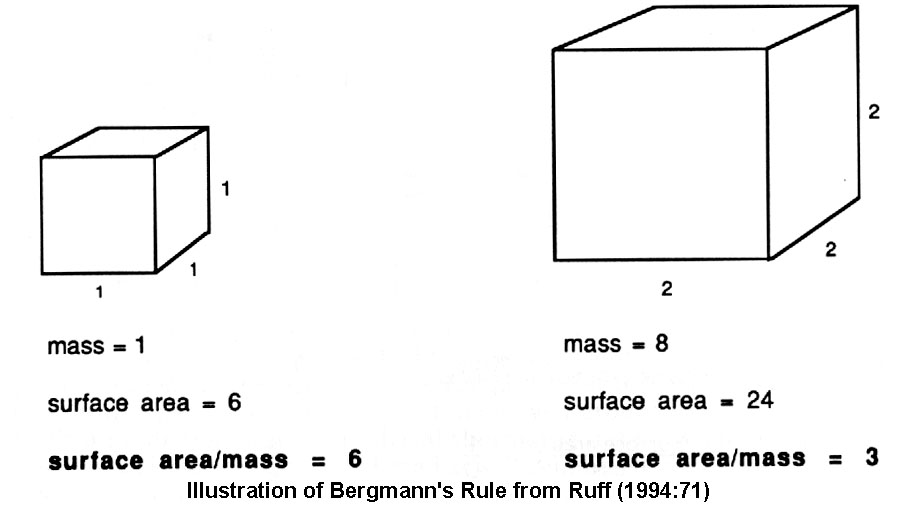 1
1
1
mass = 1
surface area = 6
surface area/mass = 6
2
2
2
mass = 8
surface area = 24
surface area/mass = 3
Illustration of Bergmann's Rule from Ruff (1994:71)